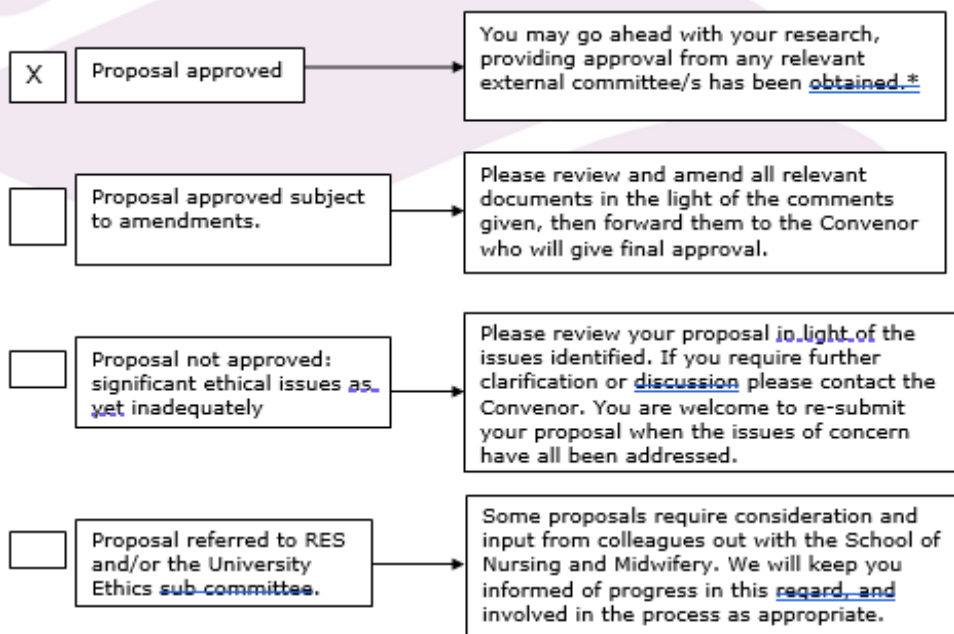 X
Proposal approved
You may go ahead with your research,
providing approval from any relevant
external committee/s has been obtained.*
Proposal approved subject
to amendments.
Please review and amend all relevant
documents in the light of the comments
given, then forward them to the Convenor
who will give final approval.
Proposal not approved:
significant ethical issues as
yet inadequately
Please review your proposal in light of the
issues identified. If you require further
clarification or discussion please contact the
Convenor. You are welcome to re-submit
your proposal when the issues of concern
have all been addressed.
Proposal referred to RES
and/or the University
Ethics sub committee.
Some proposals require consideration and
input from colleagues out with the School of
Nursing and Midwifery. We will keep you
informed of progress in this regard, and
involved in the process as appropriate.